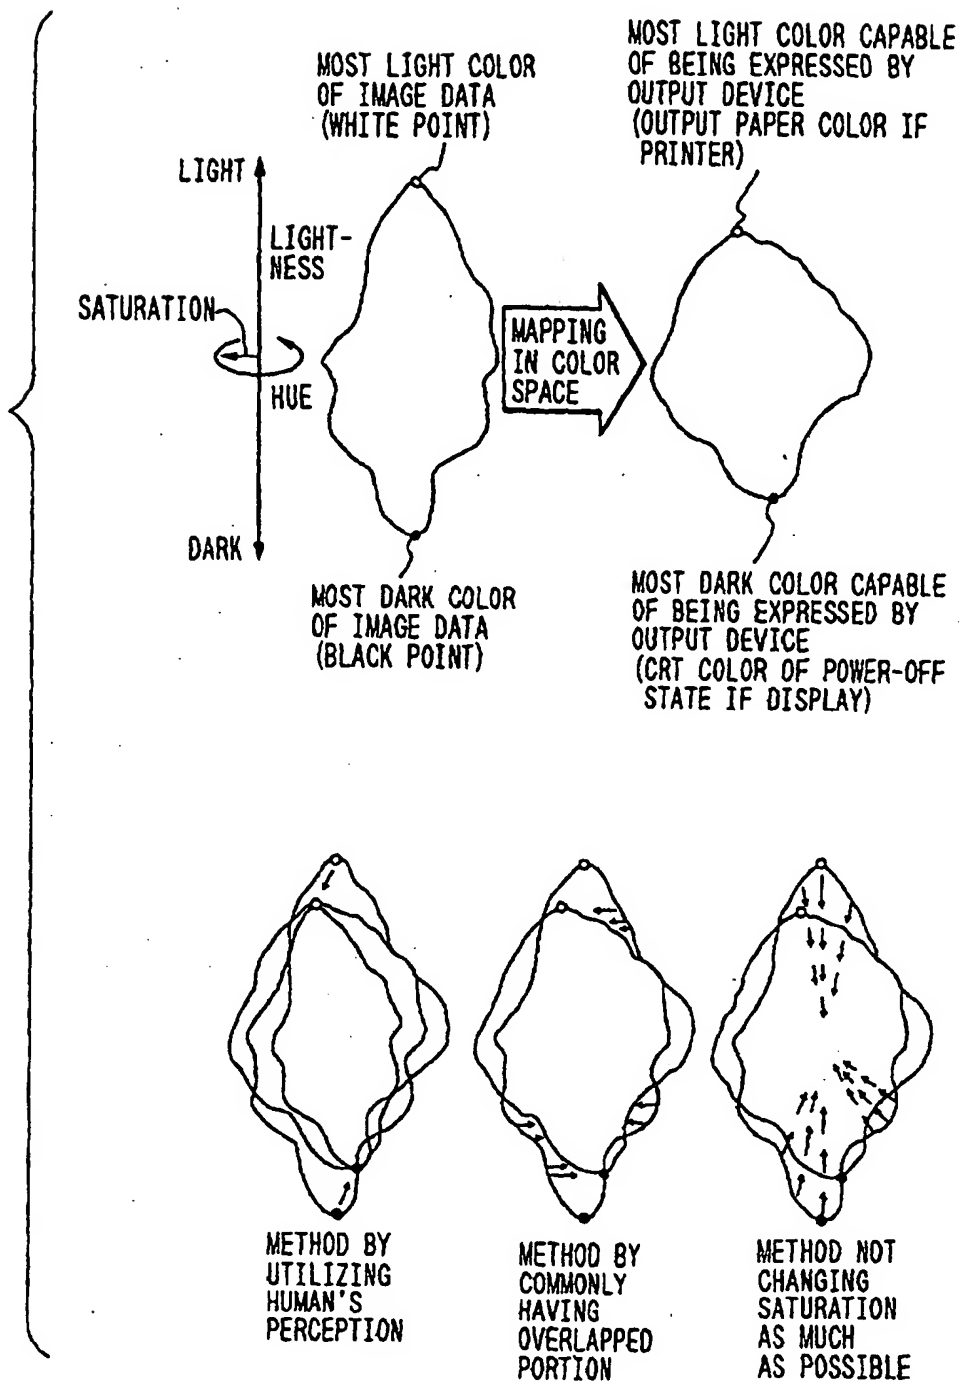 MOST LIGHT COLOR
OF IMAGE DATA
(WHITE POINT)
MOST LIGHT COLOR CAPABLE
OF BEING EXPRESSED BY
OUTPUT DEVICE
(OUTPUT PAPER COLOR IF
PRINTER)
LIGHT
LIGHT-
NESS
SATURATION
HUE
DARK
MAPPING
IN COLOR
SPACE
MOST DARK COLOR
OF IMAGE DATA
(BLACK POINT)
MOST DARK COLOR CAPABLE
OF BEING EXPRESSED BY
OUTPUT DEVICE
(CRT COLOR OF POWER-OFF
STATE IF DISPLAY)
METHOD BY
UTILIZING
HUMAN'S
PERCEPTION
METHOD BY
COMMONLY
HAVING
OVERLAPPED
PORTION
METHOD NOT
CHANGING
SATURATION
AS MUCH
AS POSSIBLE